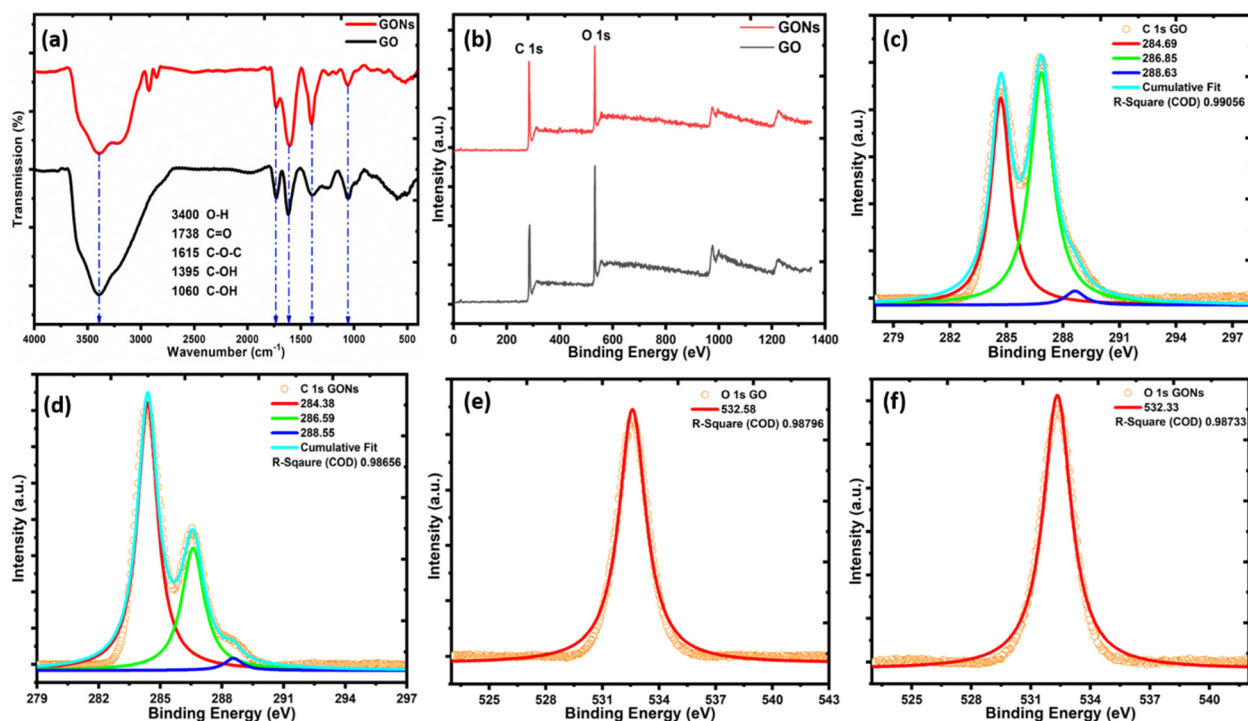 (a)
GONs
GO
3400 O-H
1738 C=O
1615 C-O-C
1395 C-OH
1060 C-OH
Transmission (%)
4000 3500 3000 2500 2000 1500 1000 500
Wavenumber (cm-1)
(b)
GONs
GO
C 1s
O 1s
Intensity (a.u.)
0 200 400 600 800 1000 1200 1400
Binding Energy (eV)
(c)
C 1s GO
284.69
286.85
288.63
Cumulative Fit
R-Square (COD) 0.99056
Intensity (a.u.)
279 282 285 288 291 294 297
Binding Energy (eV)
(d)
C 1s GONs
284.38
286.59
288.55
Cumulative Fit
R-Sqaure (COD) 0.98656
Intensity (a.u.)
279 282 285 288 291 294 297
Binding Energy (eV)
(e)
O 1s GO
532.58
R-Square (COD) 0.98796
Intensity (a.u.)
525 528 531 534 537 540 543
Binding Energy (eV)
(f)
O 1s GONs
532.33
R-Square (COD) 0.98733
Intensity (a.u.)
525 528 531 534 537 540
Binding Energy (eV)